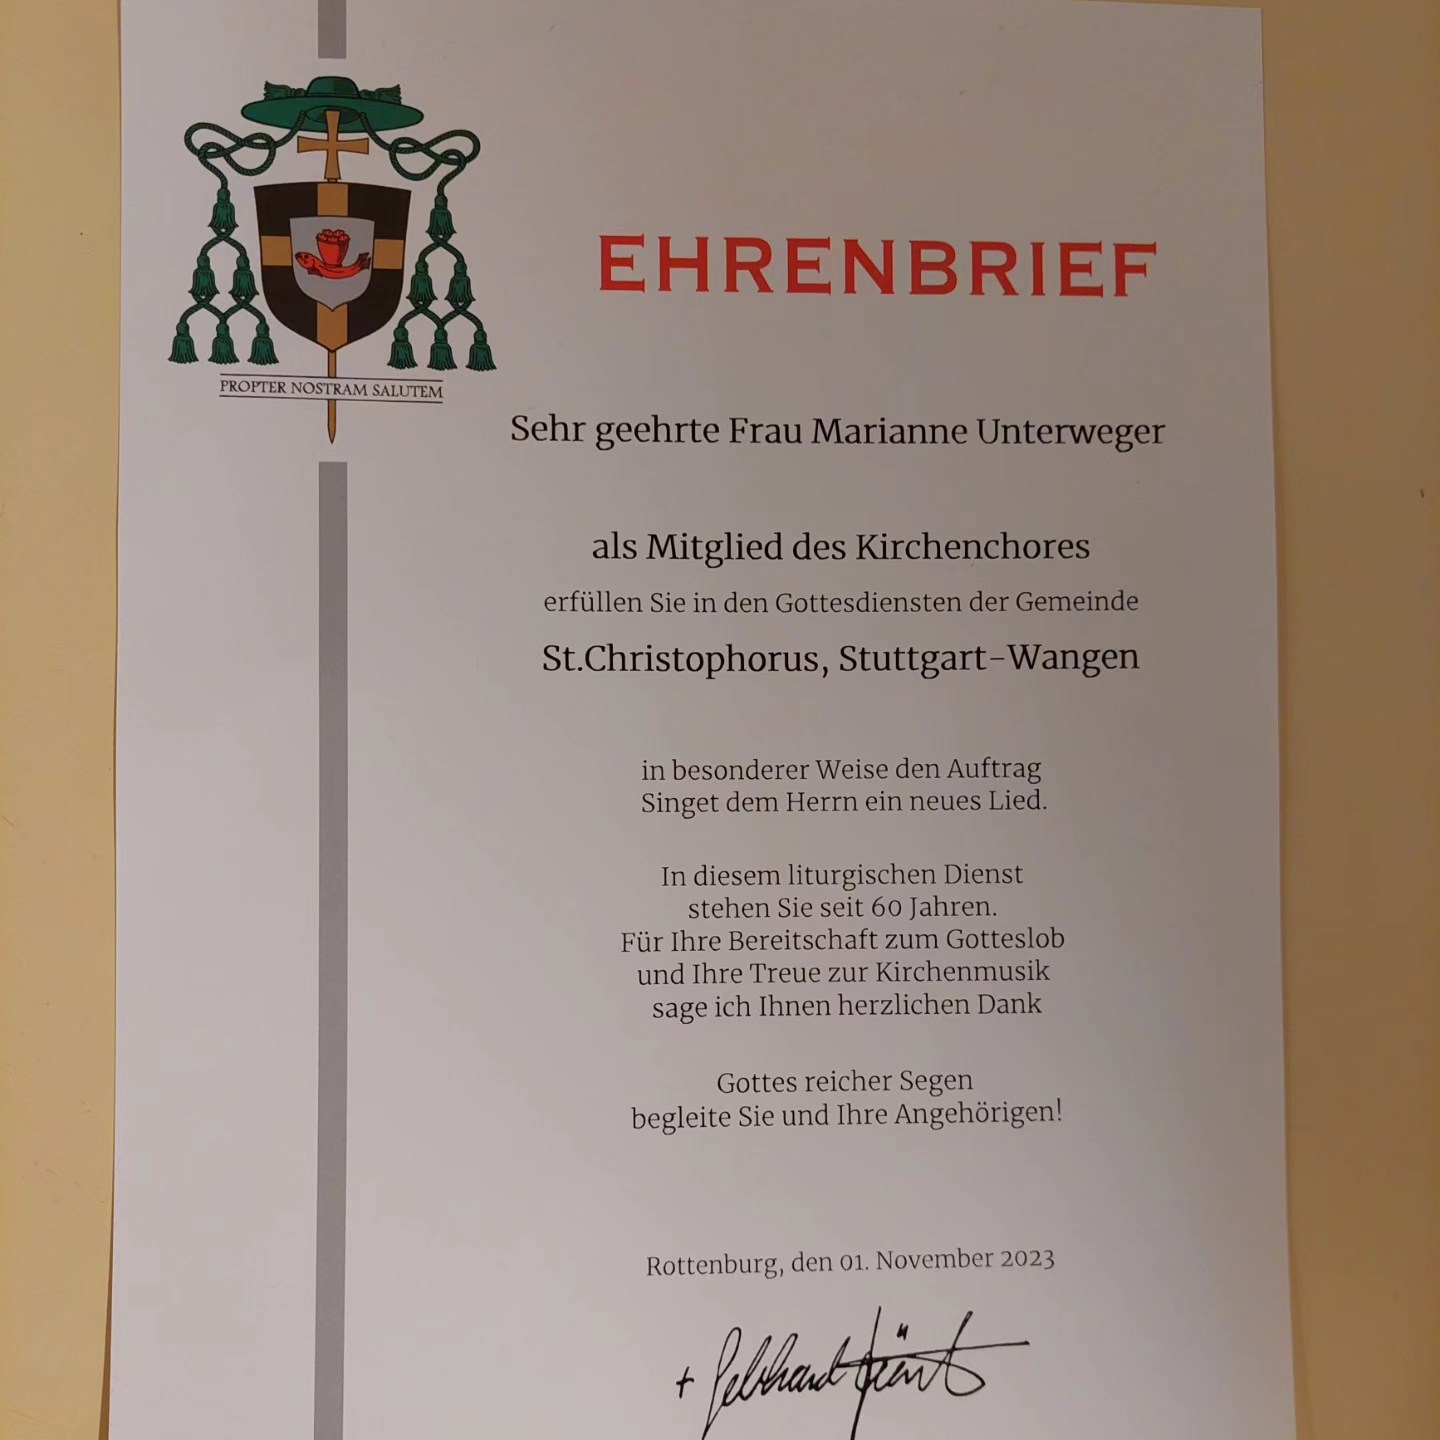 EHRENBRIEF
PROPTER NOSTRAM SALUTEM
Sehr geehrte Frau Marianne Unterweger
als Mitglied des Kirchenchores
erfüllen Sie in den Gottesdiensten der Gemeinde
St.Christophorus, Stuttgart-Wangen
in besonderer Weise den Auftrag
Singet dem Herrn ein neues Lied.
In diesem liturgischen Dienst
stehen Sie seit 60 Jahren.
Für Ihre Bereitschaft zum Gotteslob
und Ihre Treue zur Kirchenmusik
sage ich Ihnen herzlichen Dank
Gottes reicher Segen
begleite Sie und Ihre Angehörigen!
Rottenburg, den 01. November 2023
+ Gebhard Fürst